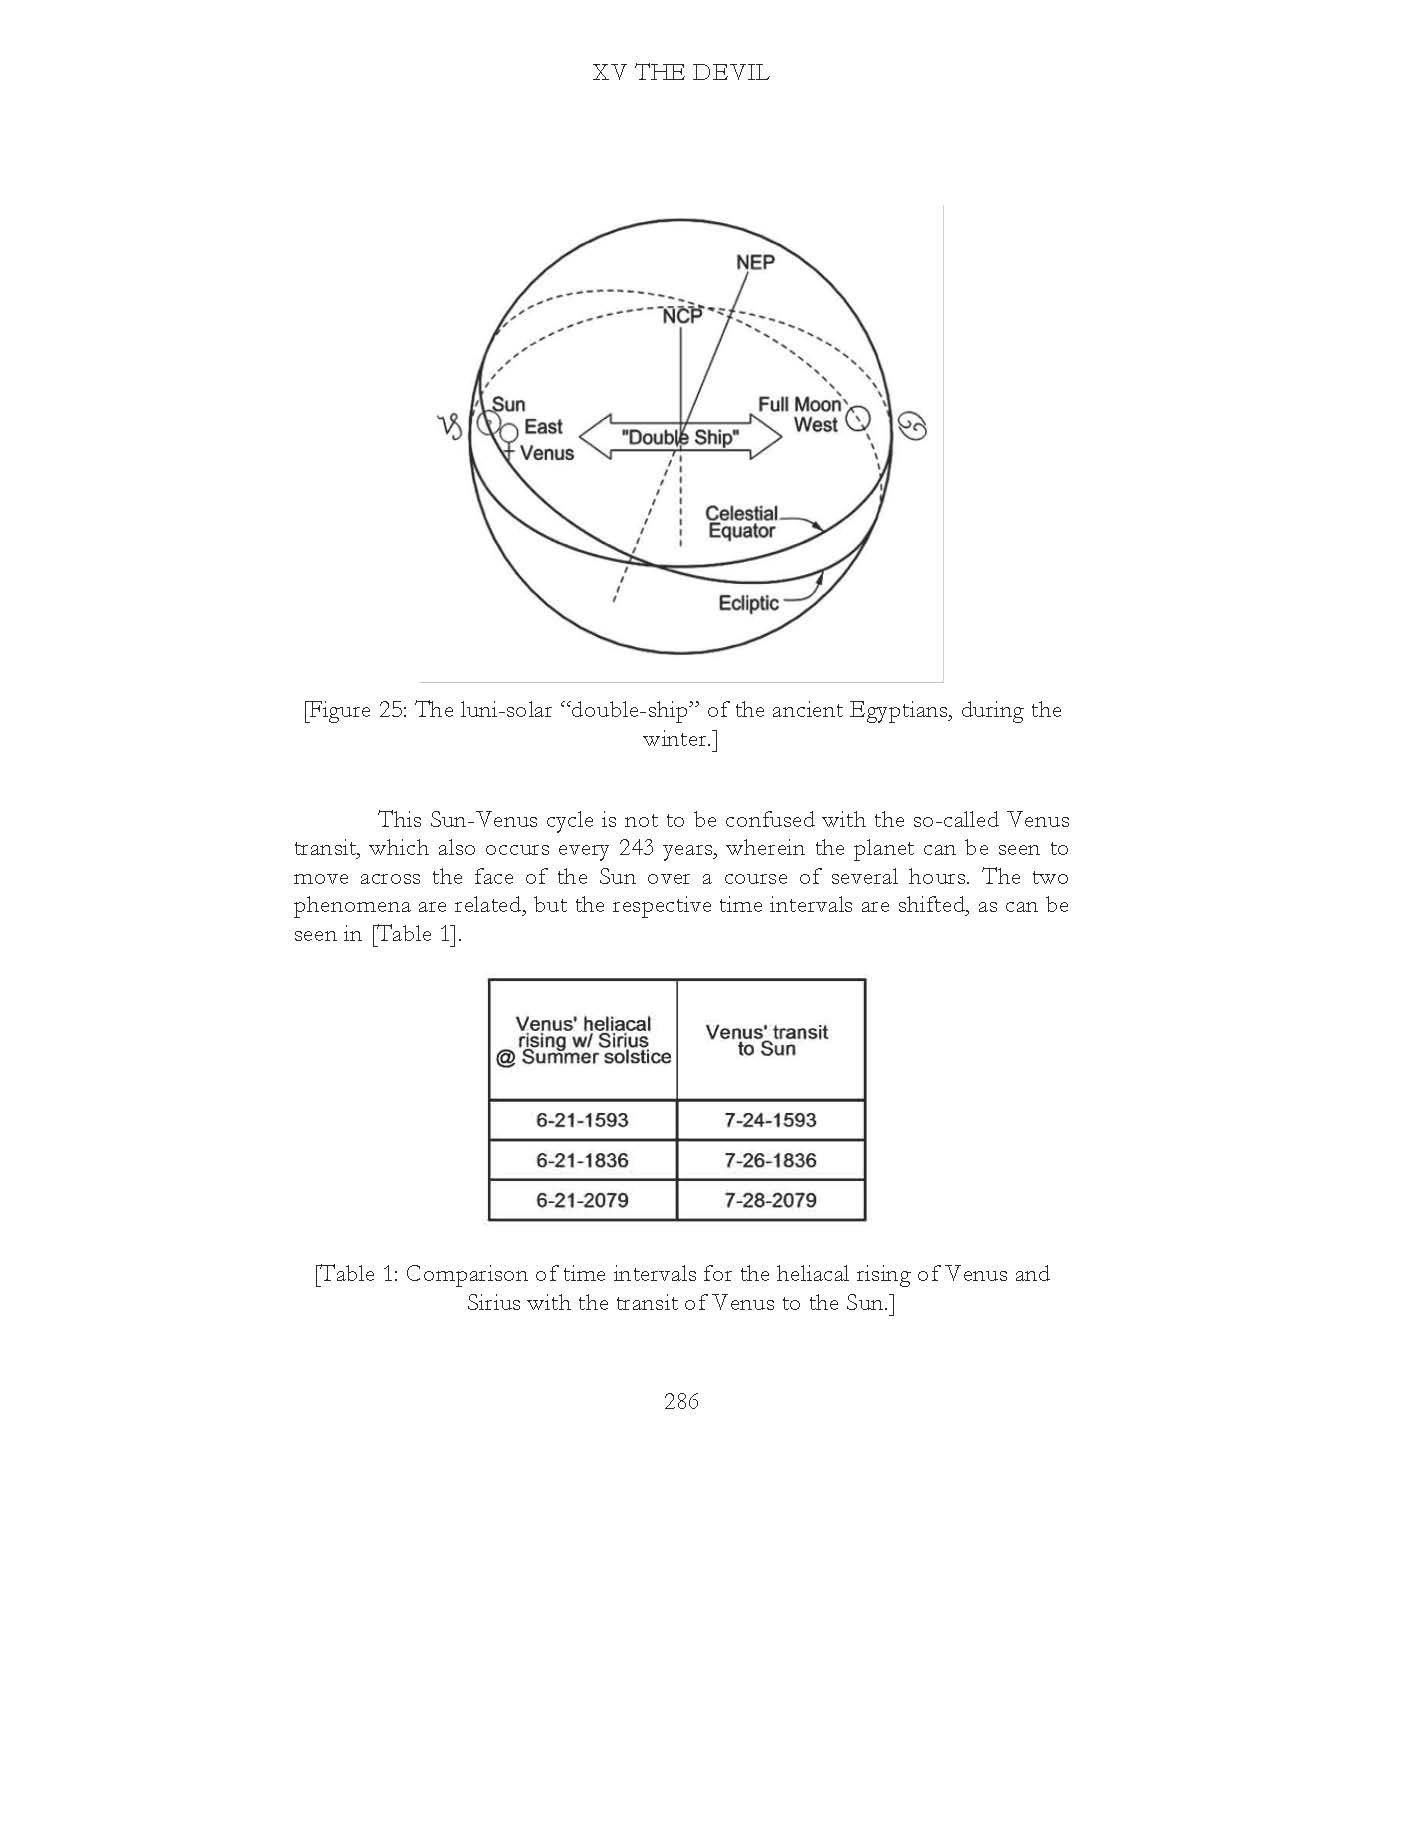 XV THE DEVIL
NEP
NCP
Sun
East
Venus
"Double Ship"
Full Moon
West
♑
♋
Celestial
Equator
Ecliptic
[Figure 25: The luni-solar “double-ship” of the ancient Egyptians, during the
winter.]
This Sun-Venus cycle is not to be confused with the so-called Venus
transit, which also occurs every 243 years, wherein the planet can be seen to
move across the face of the Sun over a course of several hours. The two
phenomena are related, but the respective time intervals are shifted, as can be
seen in [Table 1].
Venus' heliacal
rising w/ Sirius
@ Summer solstice
Venus' transit
to Sun
6-21-1593
7-24-1593
6-21-1836
7-26-1836
6-21-2079
7-28-2079
[Table 1: Comparison of time intervals for the heliacal rising of Venus and
Sirius with the transit of Venus to the Sun.]
286